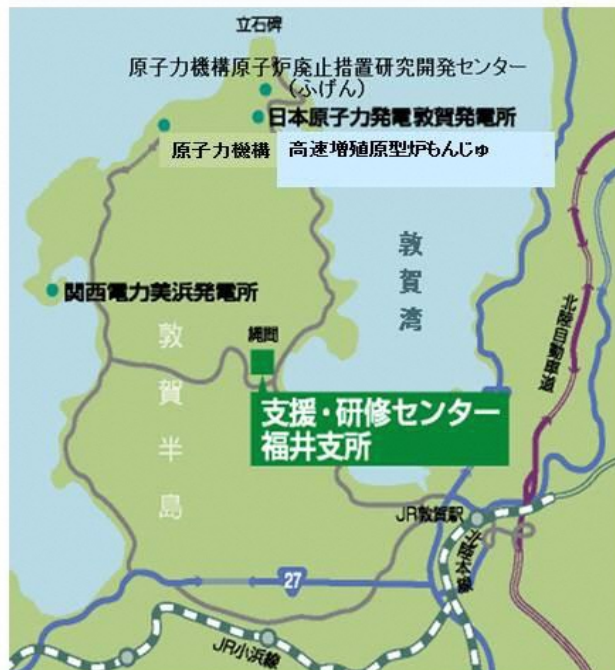 立石碑
原子力機構原子炉廃止措置研究開発センター
(ふげん)
日本原子力発電敦賀発電所
原子力機構 高速増殖原型炉もんじゅ
関西電力美浜発電所
敦賀湾
北陸自動車道
敦賀半島
縄間
支援・研修センター
福井支所
JR敦賀駅
北陸本線
27
JR小浜線